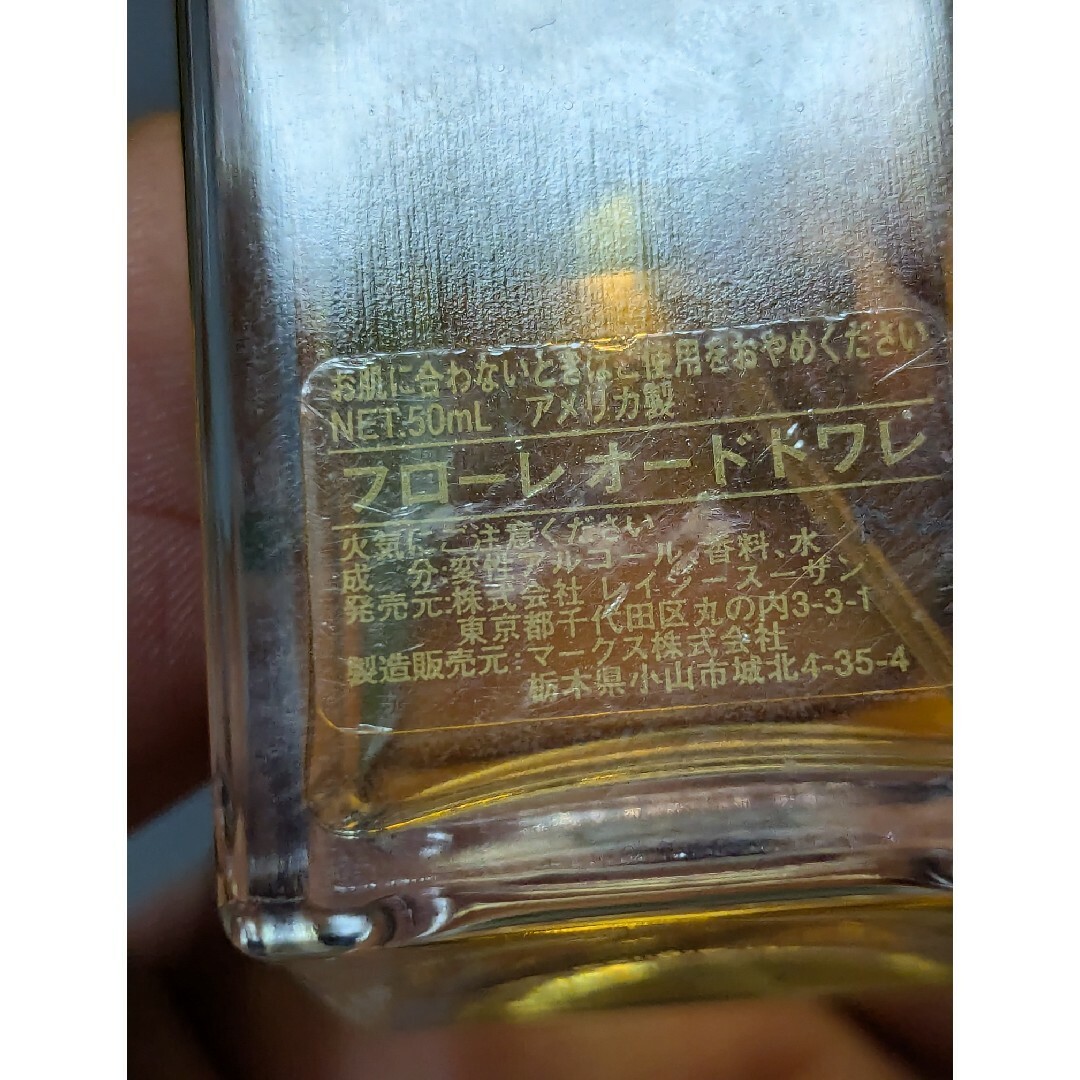 お肌に合わないときはご使用をおやめください
NET.50mL アメリカ製
フローレ オードドワレ
火気にご注意ください
成 分:変性アルコール、香料、水
発売元:株式会社 レイジースーザン
東京都千代田区丸の内3-3-1
製造販売元:マークス株式会社
栃木県小山市城北4-35-4